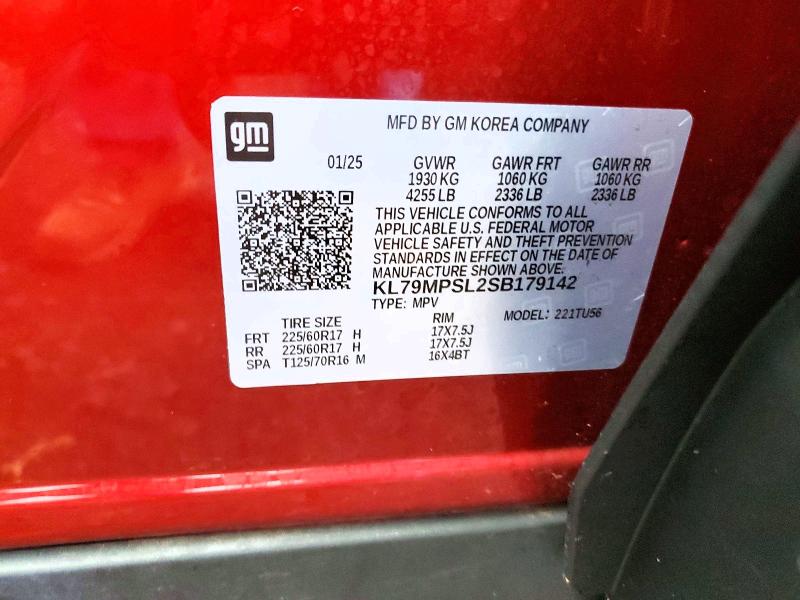 gm
MFD BY GM KOREA COMPANY
01/25 GVWR GAWR FRT GAWR RR
1930 KG 1060 KG 1060 KG
4255 LB 2336 LB 2336 LB
THIS VEHICLE CONFORMS TO ALL
APPLICABLE U.S. FEDERAL MOTOR
VEHICLE SAFETY AND THEFT PREVENTION
STANDARDS IN EFFECT ON THE DATE OF
MANUFACTURE SHOWN ABOVE.
KL79MPSL2SB179142
TYPE: MPV MODEL: 221TU56
TIRE SIZE RIM
FRT 225/60R17 H 17X7.5J
RR 225/60R17 H 17X7.5J
SPA T125/70R16 M 16X4BT